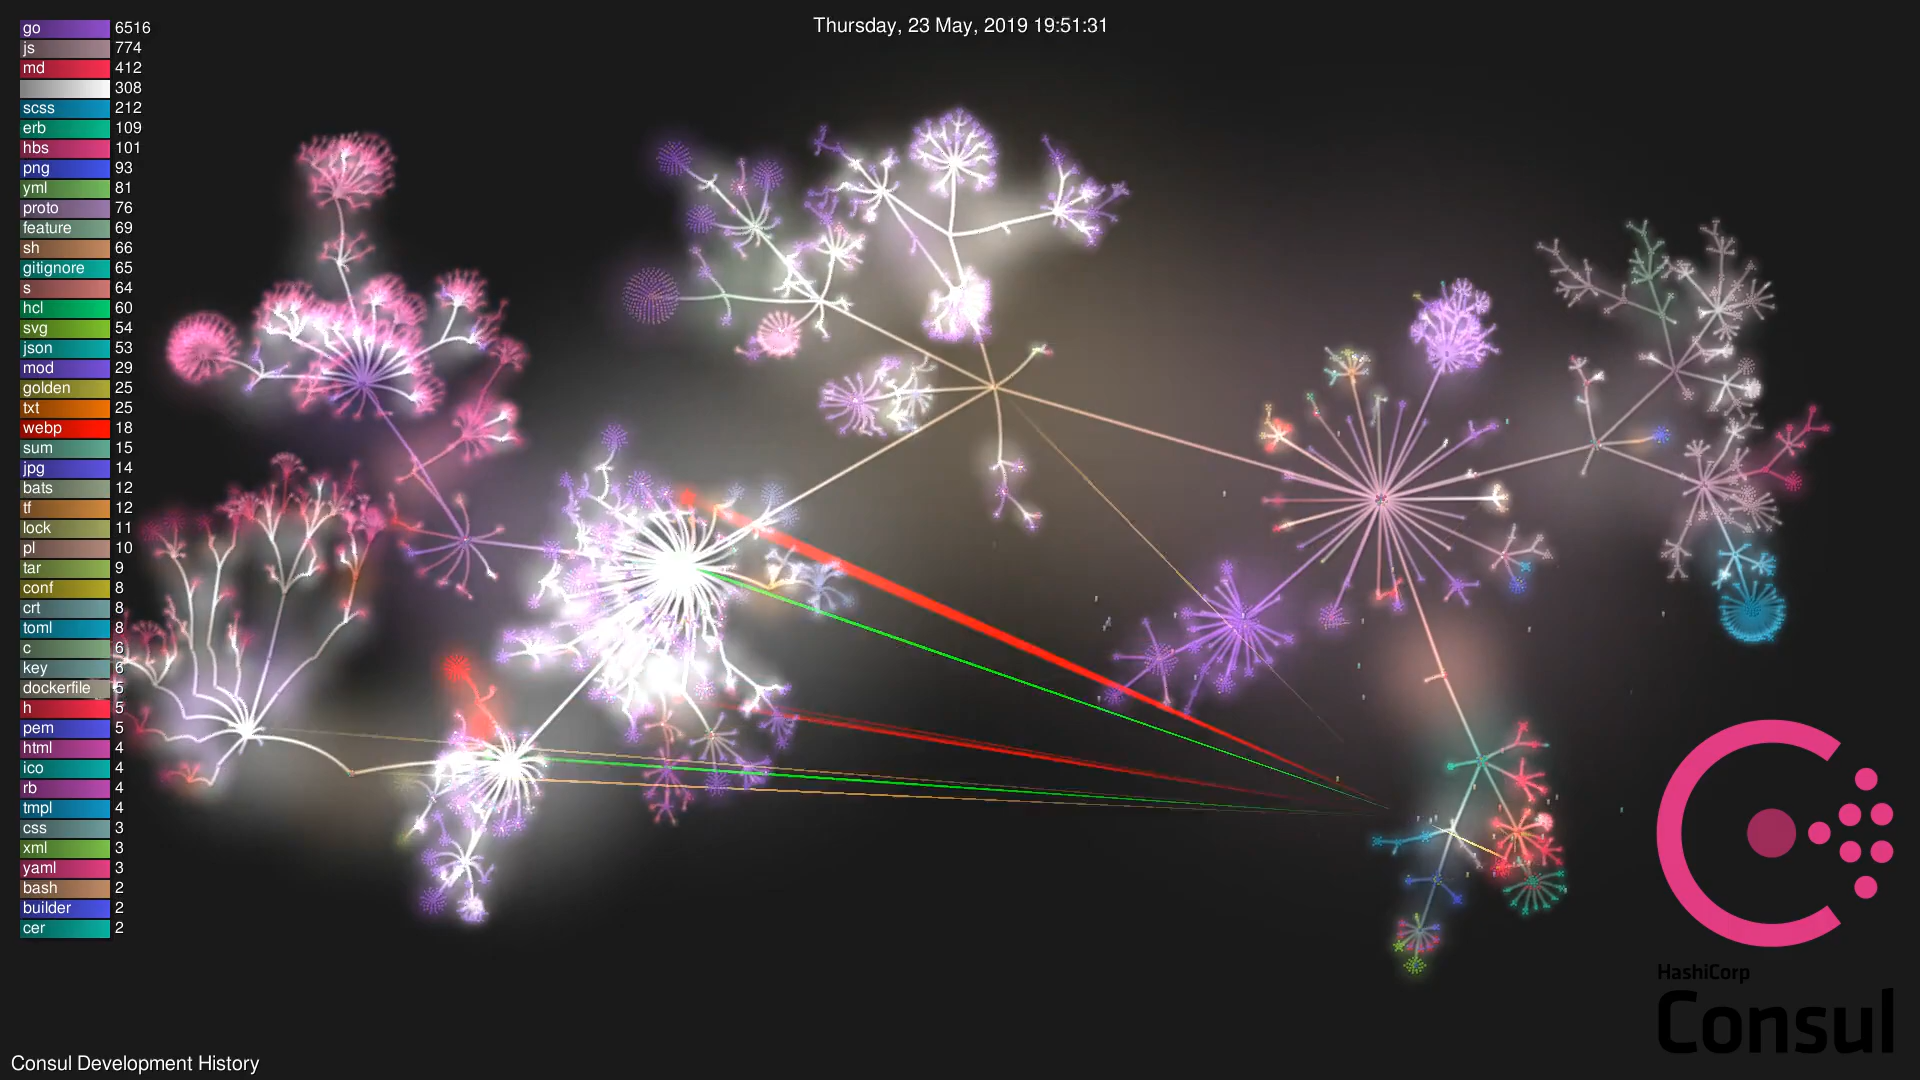 Thursday, 23 May, 2019 19:51:31
go 6516
js 774
md 412
308
scss 212
erb 109
hbs 101
png 93
yml 81
proto 76
feature 69
sh 66
gitignore 65
s 64
hcl 60
svg 54
json 53
mod 29
golden 25
txt 25
webp 18
sum 15
jpg 14
bats 12
tf 12
lock 11
pl 10
tar 9
conf 8
crt 8
toml 8
c 6
key 6
dockerfile 5
h 5
pem 5
html 4
ico 4
rb 4
tmpl 4
css 3
xml 3
yaml 3
bash 2
builder 2
cer 2
HashiCorp
Consul
Consul Development History